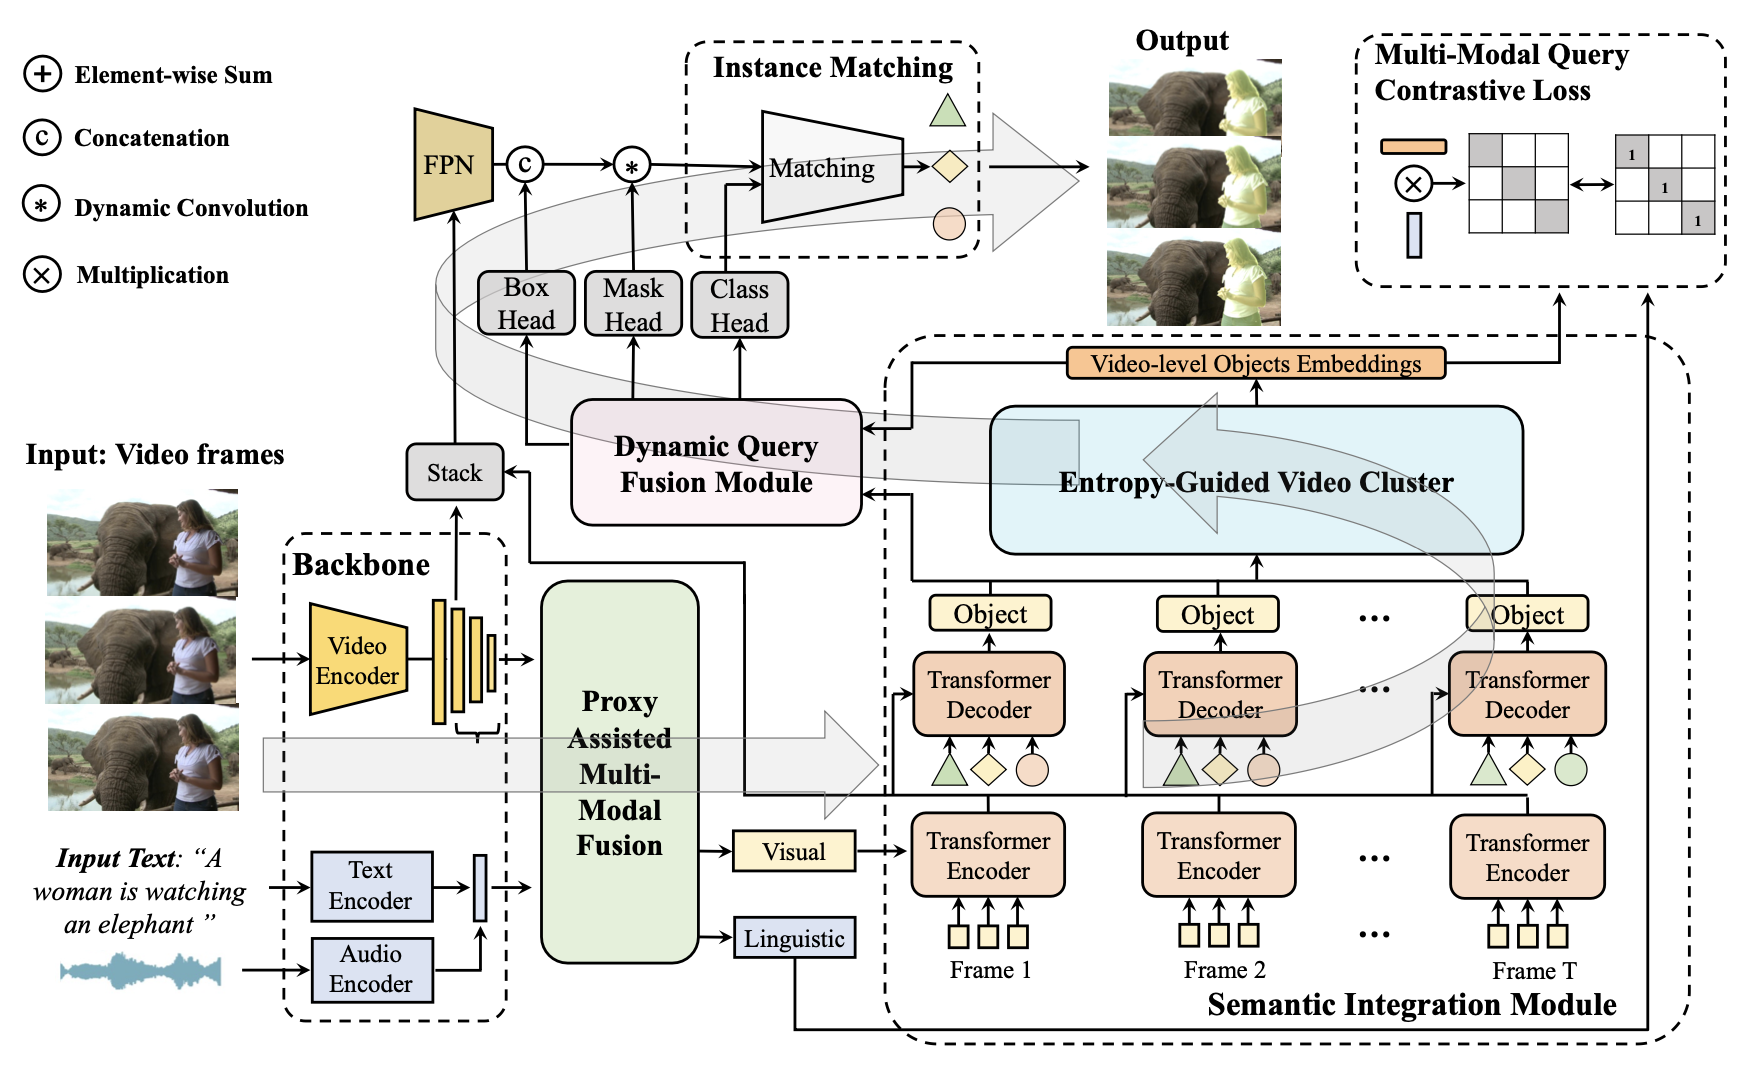 + Element-wise Sum
c Concatenation
* Dynamic Convolution
× Multiplication
Instance Matching
FPN
c
*
Matching
Box
Head
Mask
Head
Class
Head
Output
Multi-Modal Query
Contrastive Loss
×
1
1
1
Video-level Objects Embeddings
Dynamic Query
Fusion Module
Entropy-Guided Video Cluster
Stack
Input: Video frames
Backbone
Video
Encoder
Proxy
Assisted
Multi-
Modal
Fusion
Input Text: “A
woman is watching
an elephant ”
Text
Encoder
Audio
Encoder
Visual
Linguistic
Object
Object
...
Object
Transformer
Decoder
Transformer
Decoder
...
Transformer
Decoder
Transformer
Encoder
Transformer
Encoder
...
Transformer
Encoder
...
Frame 1
Frame 2
Frame T
Semantic Integration Module